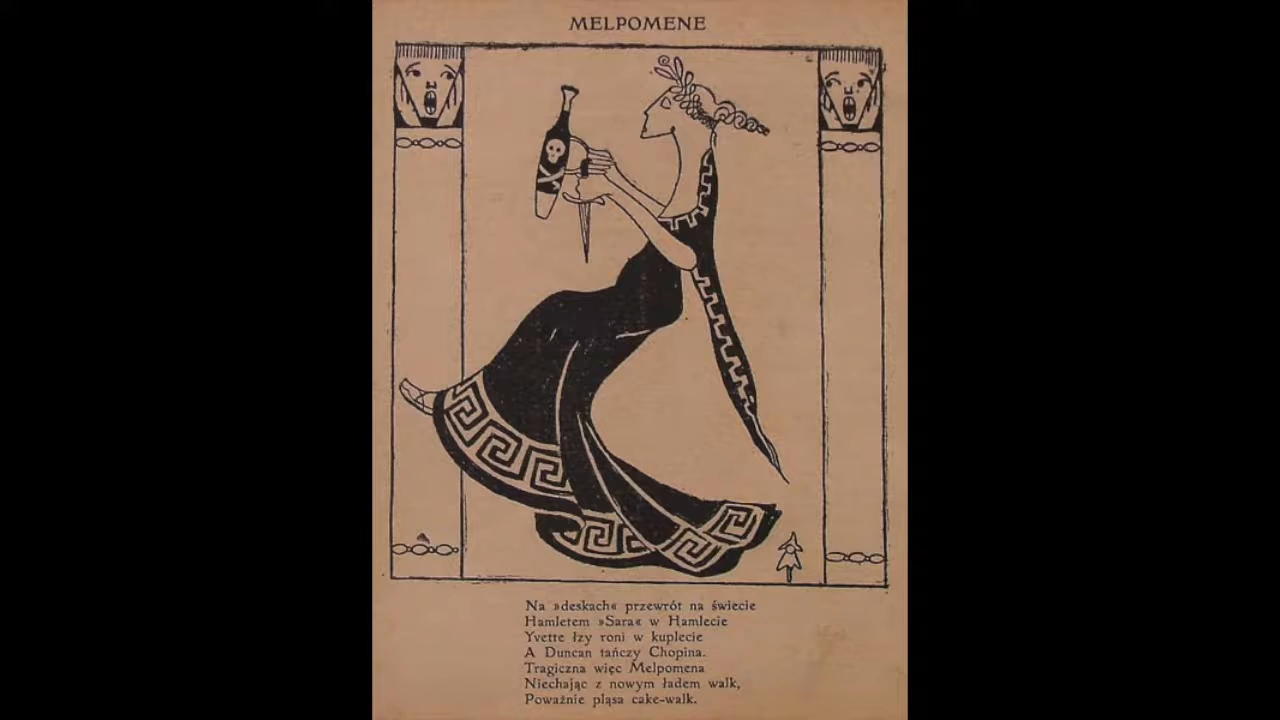 MELPOMENE
Na »deskach« przewrót na świecie
Hamletem »Sara« w Hamlecie
Yvette łzy roni w kuplecie
A Duncan tańczy Chopina.
Tragiczna więc Melpomena
Niechając z nowym ładem walk,
Poważnie pląsa cake-walk.